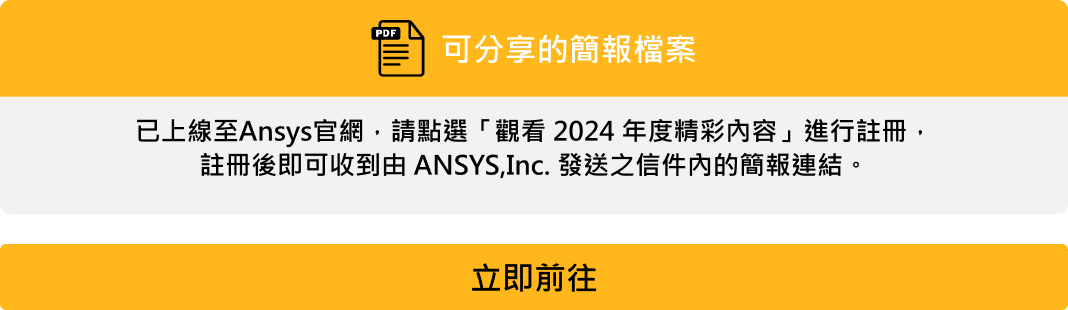 PDF
可分享的簡報檔案
已上線至Ansys官網，請點選「觀看 2024 年度精彩內容」進行註冊，
註冊後即可收到由 ANSYS,Inc. 發送之信件內的簡報連結。
立即前往